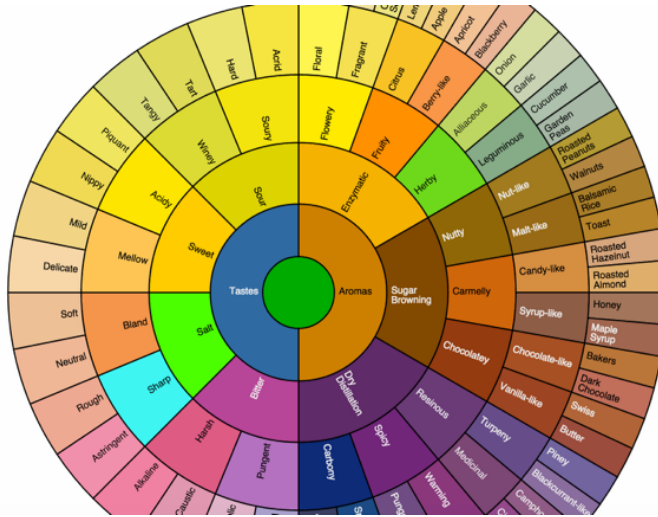 Tastes
Aromas
Sour
Sweet
Salt
Bitter
Enzymatic
Sugar
Browning
Dry
Distillation
Soury
Winey
Acidy
Mellow
Bland
Sharp
Harsh
Pungent
Flowery
Fruity
Herby
Nutty
Carmelly
Chocolatey
Resinous
Spicy
Carbony
Acrid
Hard
Tart
Tangy
Piquant
Nippy
Mild
Delicate
Soft
Neutral
Rough
Astringent
Alkaline
Caustic
Floral
Fragrant
Citrus
Berry-like
Alliaceous
Leguminous
Nut-like
Malt-like
Candy-like
Syrup-like
Chocolate-like
Vanilla-like
Turpeny
Medicinal
Warming
Apple
Apricot
Blackberry
Onion
Garlic
Cucumber
Garden
Peas
Roasted
Peanuts
Walnuts
Balsamic
Rice
Toast
Roasted
Hazelnut
Roasted
Almond
Honey
Maple
Syrup
Bakers
Dark
Chocolate
Swiss
Butter
Piney
Blackcurrant-like